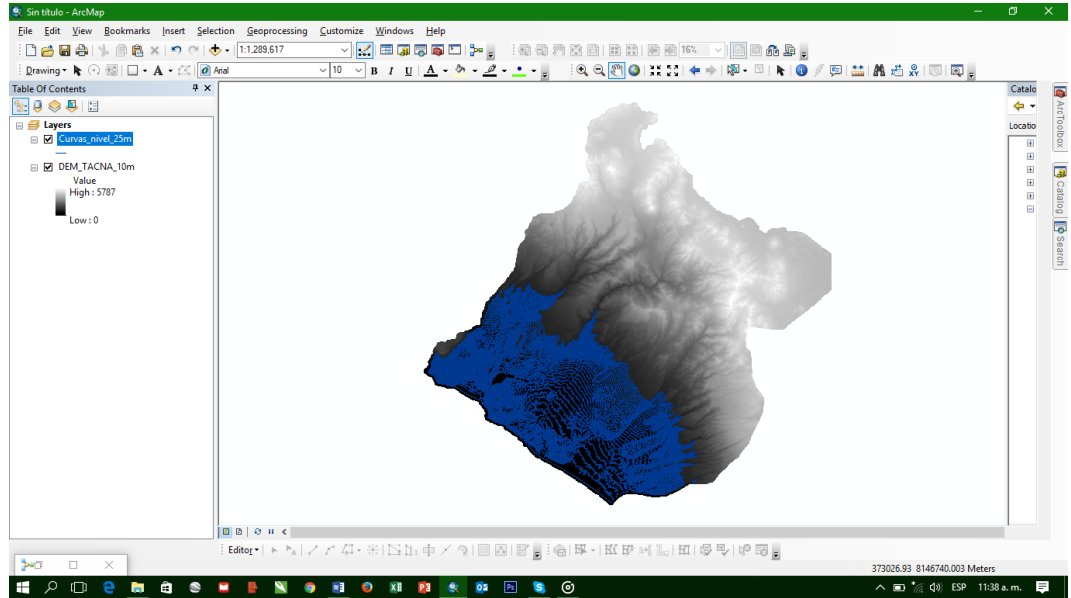 Sin título - ArcMap
File Edit View Bookmarks Insert Selection Geoprocessing Customize Windows Help
1:1,289,617
16%
Drawing
A
Arial
10
B I U A
Table Of Contents
Catalo
Layers
Locatio
Curvas_nivel_25m
DEM_TACNA_10m
Value
High : 5787
Low : 0
ArcToolbox
Catalog
Search
Editor
373026.93 8146740.003 Meters
ESP
11:38 a. m.